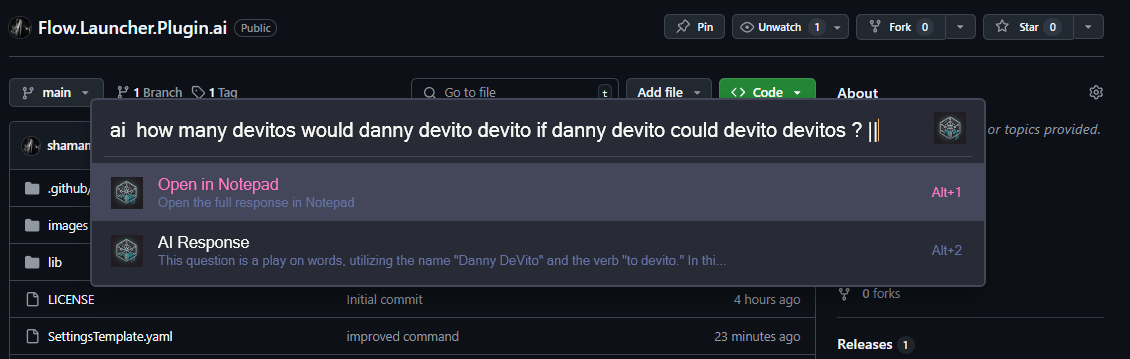 Flow.Launcher.Plugin.ai Public Pin Unwatch 1 Fork 0 Star 0
main 1 Branch 1 Tag Go to file t Add file Code About
ai how many devitos would danny devito devito if danny devito could devito devitos ? ||
or topics provided.
shaman
Open in Notepad Alt+1
Open the full response in Notepad
.github/
images
AI Response Alt+2
This question is a play on words, utilizing the name "Danny DeVito" and the verb "to devito." In thi...
lib
LICENSE Initial commit 4 hours ago 0 forks
SettingsTemplate.yaml improved command 23 minutes ago
Releases 1